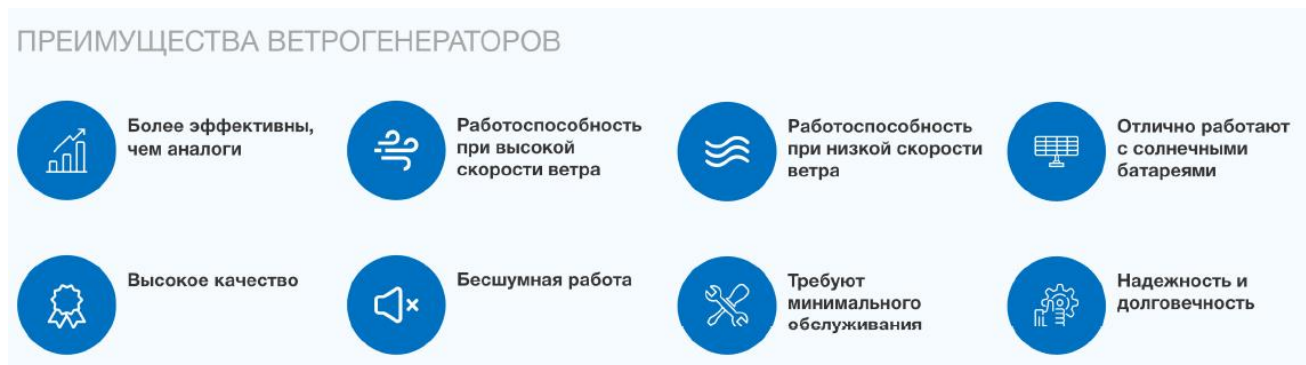 ПРЕИМУЩЕСТВА ВЕТРОГЕНЕРАТОРОВ
Более эффективны,
чем аналоги
Работоспособность
при высокой
скорости ветра
Работоспособность
при низкой скорости
ветра
Отлично работают
с солнечными
батареями
Высокое качество
Бесшумная работа
Требуют
минимального
обслуживания
Надежность и
долговечность